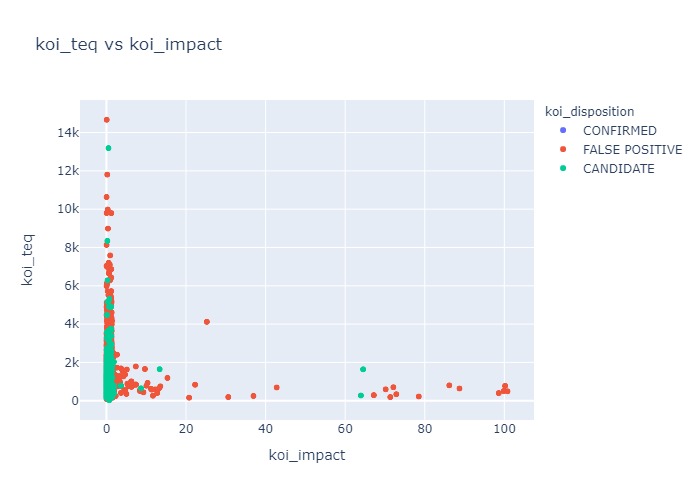 koi_teq vs koi_impact
koi_disposition
CONFIRMED
FALSE POSITIVE
CANDIDATE
14k
12k
10k
8k
6k
4k
2k
0
koi_teq
0
20
40
60
80
100
koi_impact